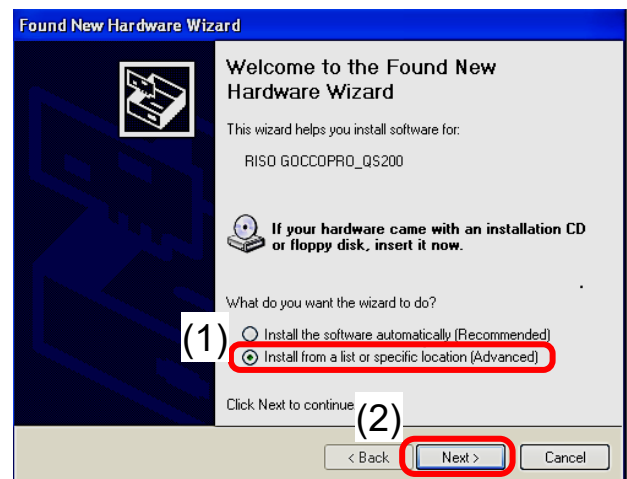 Found New Hardware Wizard
Welcome to the Found New
Hardware Wizard
This wizard helps you install software for:
RISO GOCCOPRO_QS200
If your hardware came with an installation CD
or floppy disk, insert it now.
What do you want the wizard to do?
Install the software automatically (Recommended)
(1)
Install from a list or specific location (Advanced)
Click Next to continue
(2)
< Back
Next >
Cancel